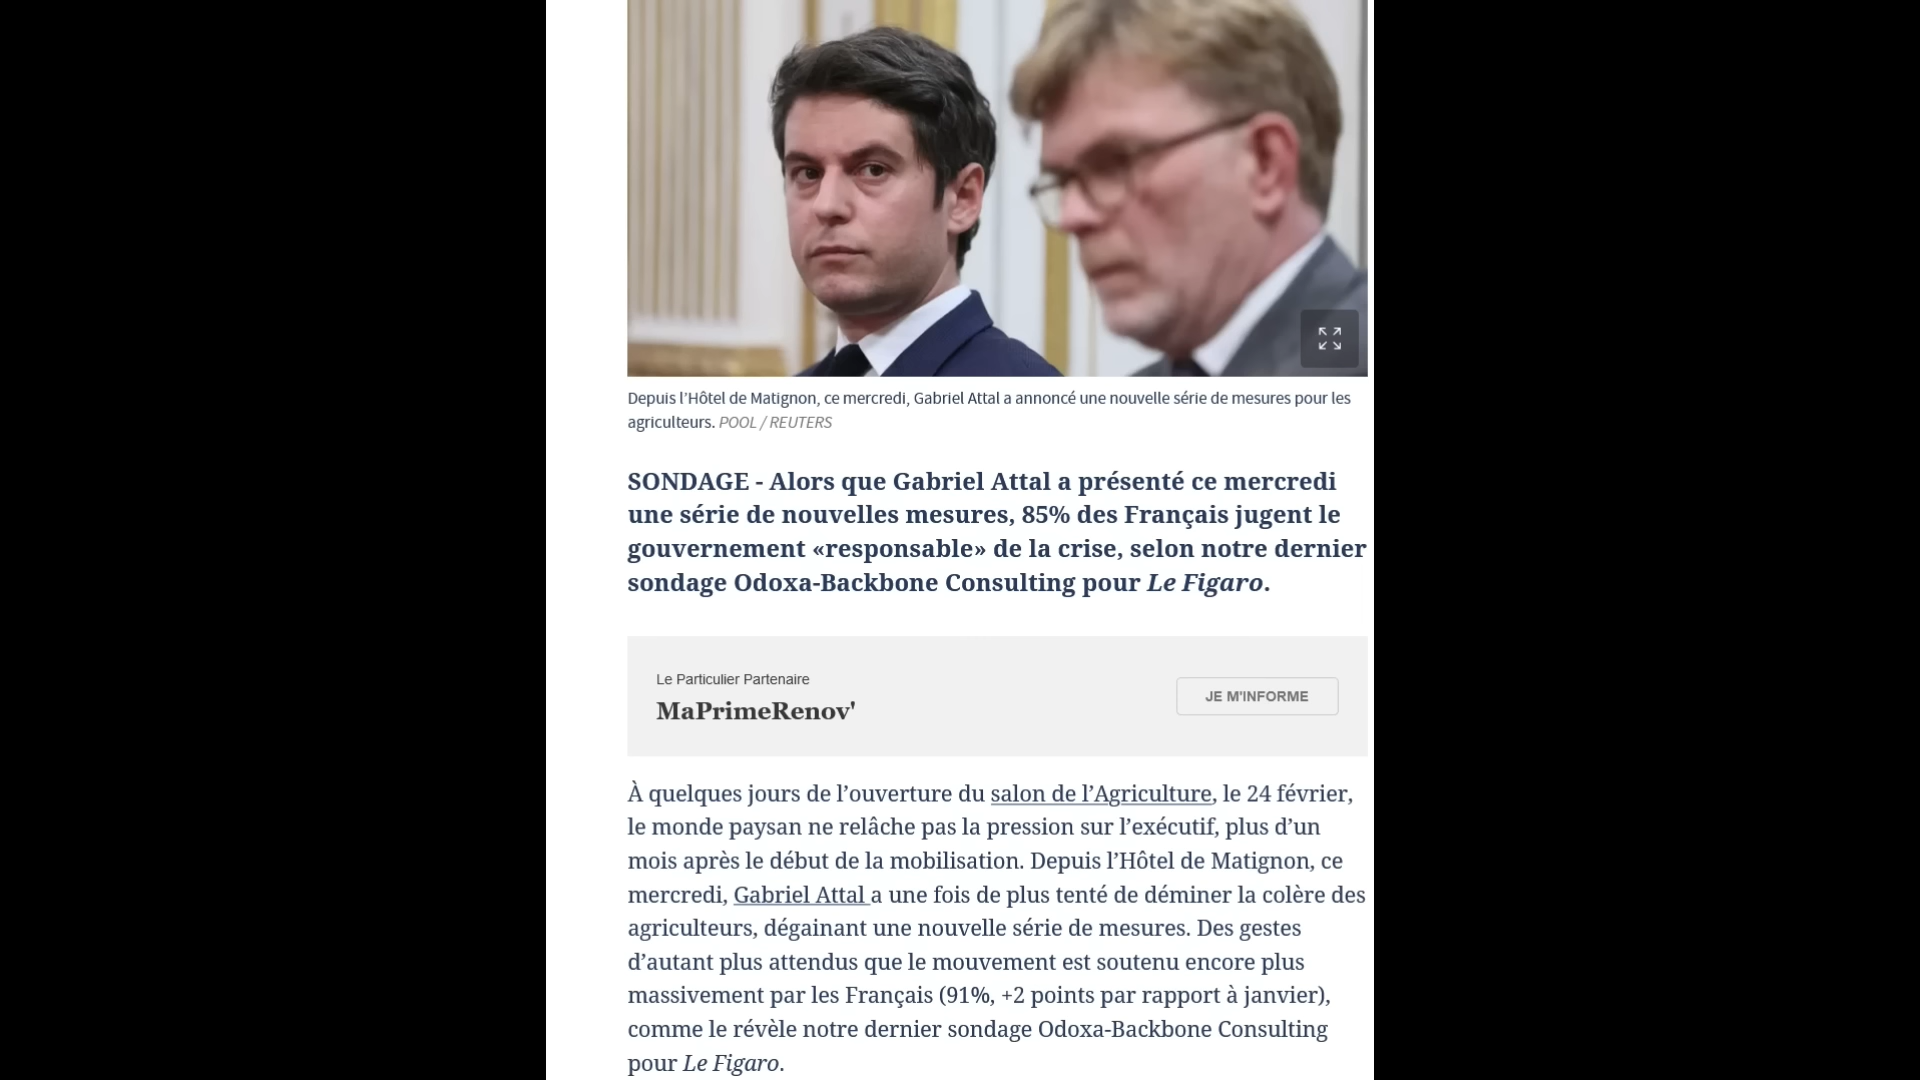 Depuis l’Hôtel de Matignon, ce mercredi, Gabriel Attal a annoncé une nouvelle série de mesures pour les
agriculteurs. POOL / REUTERS
SONDAGE - Alors que Gabriel Attal a présenté ce mercredi
une série de nouvelles mesures, 85% des Français jugent le
gouvernement «responsable» de la crise, selon notre dernier
sondage Odoxa-Backbone Consulting pour Le Figaro.
Le Particulier Partenaire
MaPrimeRenov'
JE M'INFORME
À quelques jours de l’ouverture du salon de l’Agriculture, le 24 février,
le monde paysan ne relâche pas la pression sur l’exécutif, plus d’un
mois après le début de la mobilisation. Depuis l’Hôtel de Matignon, ce
mercredi, Gabriel Attal a une fois de plus tenté de déminer la colère des
agriculteurs, dégainant une nouvelle série de mesures. Des gestes
d’autant plus attendus que le mouvement est soutenu encore plus
massivement par les Français (91%, +2 points par rapport à janvier),
comme le révèle notre dernier sondage Odoxa-Backbone Consulting
pour Le Figaro.